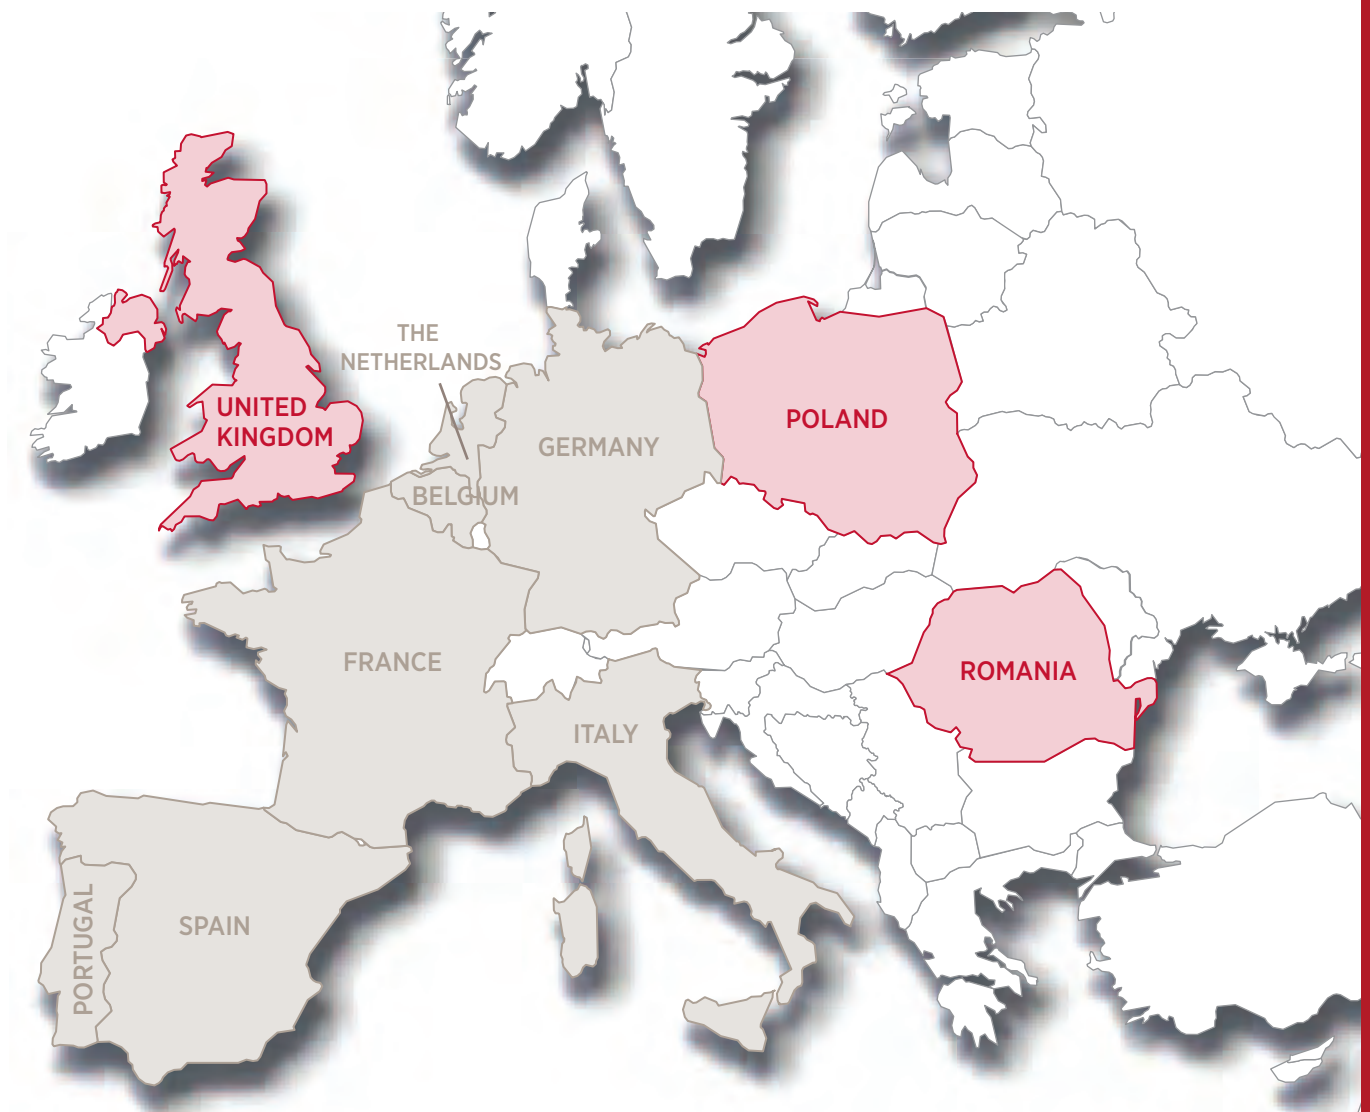 THE
NETHERLANDS
UNITED
KINGDOM
POLAND
GERMANY
BELGIUM
FRANCE
ROMANIA
ITALY
PORTUGAL
SPAIN